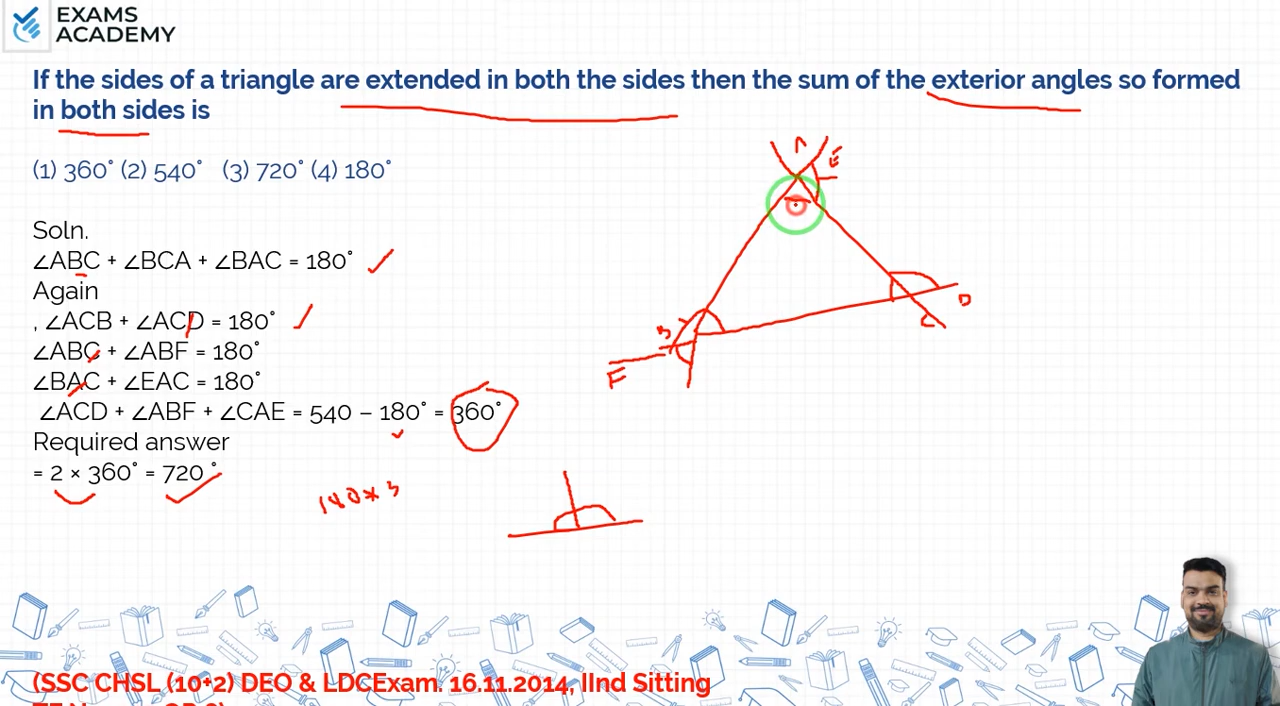 EXAMS
ACADEMY
If the sides of a triangle are extended in both the sides then the sum of the exterior angles so formed
in both sides is
(1) 360° (2) 540° (3) 720° (4) 180°
Soln.
∠ABC + ∠BCA + ∠BAC = 180°
Again
, ∠ACB + ∠ACD = 180°
∠ABC + ∠ABF = 180°
∠BAC + ∠EAC = 180°
∠ACD + ∠ABF + ∠CAE = 540 – 180° = 360°
Required answer
= 2 × 360° = 720 °
180×3
A
E
B
F
C
D
(SSC CHSL (10+2) DEO & LDCExam. 16.11.2014, IInd Sitting